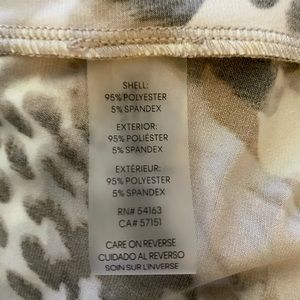 SHELL:
95% POLYESTER
5% SPANDEX
EXTERIOR:
95% POLIÉSTER
5% SPANDEX
EXTÉRIEUR:
95% POLYESTER
5% SPANDEX
RN# 54163
CA# 57151
CARE ON REVERSE
CUIDADO AL REVERSO
SOIN SUR L'INVERSE